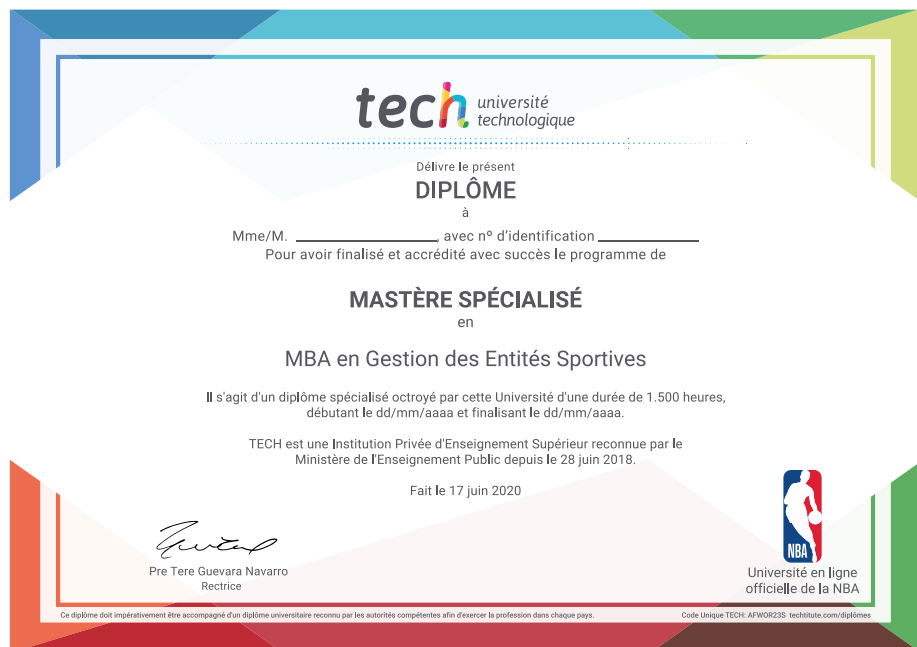 tech université
technologique
Délivre le présent
DIPLÔME
à
Mme/M. , avec nº d'identification
Pour avoir finalisé et accrédité avec succès le programme de
MASTÈRE SPÉCIALISÉ
en
MBA en Gestion des Entités Sportives
Il s'agit d'un diplôme spécialisé octroyé par cette Université d'une durée de 1.500 heures,
débutant le dd/mm/aaaa et finalisant le dd/mm/aaaa.
TECH est une Institution Privée d'Enseignement Supérieur reconnue par le
Ministère de l'Enseignement Public depuis le 28 juin 2018.
Fait le 17 juin 2020
Pre Tere Guevara Navarro
Rectrice
NBA
Université en ligne
officielle de la NBA
Ce diplôme doit impérativement être accompagné d'un diplôme universitaire reconnu par les autorités compétentes afin d'exercer la profession dans chaque pays.
Code Unique TECH: AFWOR23S techtitute.com/diplômes